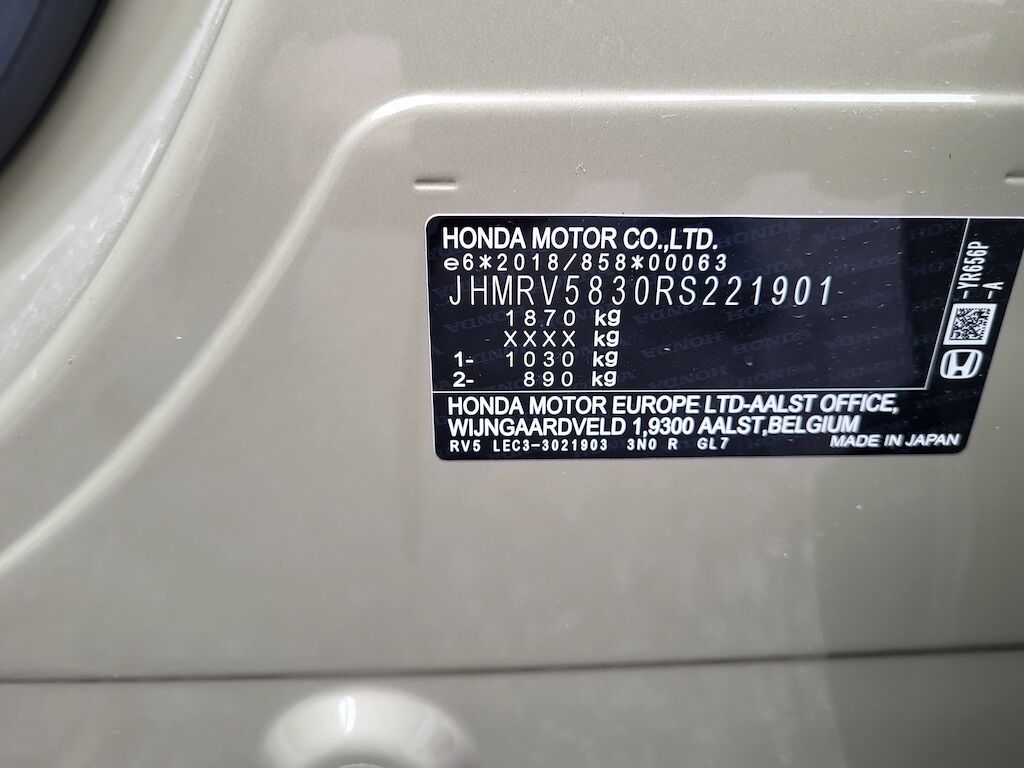 HONDA MOTOR CO.,LTD.
e6*2018/858*00063
JHMRV5830RS221901
1870 kg
XXXX kg
1- 1030 kg
2- 890 kg
-YR656P
-A
HONDA MOTOR EUROPE LTD-AALST OFFICE,
WIJNGAARDVELD 1,9300 AALST,BELGIUM
RV5 LEC3-3021903 3N0 R GL7
MADE IN JAPAN